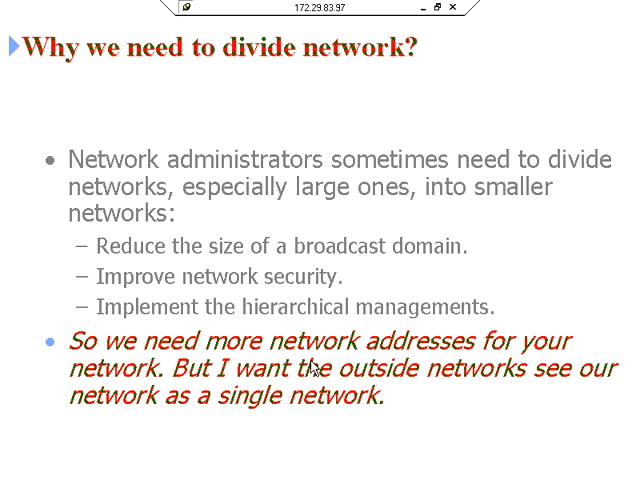 172.29.83.97
Why we need to divide network?
• Network administrators sometimes need to divide
networks, especially large ones, into smaller
networks:
– Reduce the size of a broadcast domain.
– Improve network security.
– Implement the hierarchical managements.
• So we need more network addresses for your
network. But I want the outside networks see our
network as a single network.